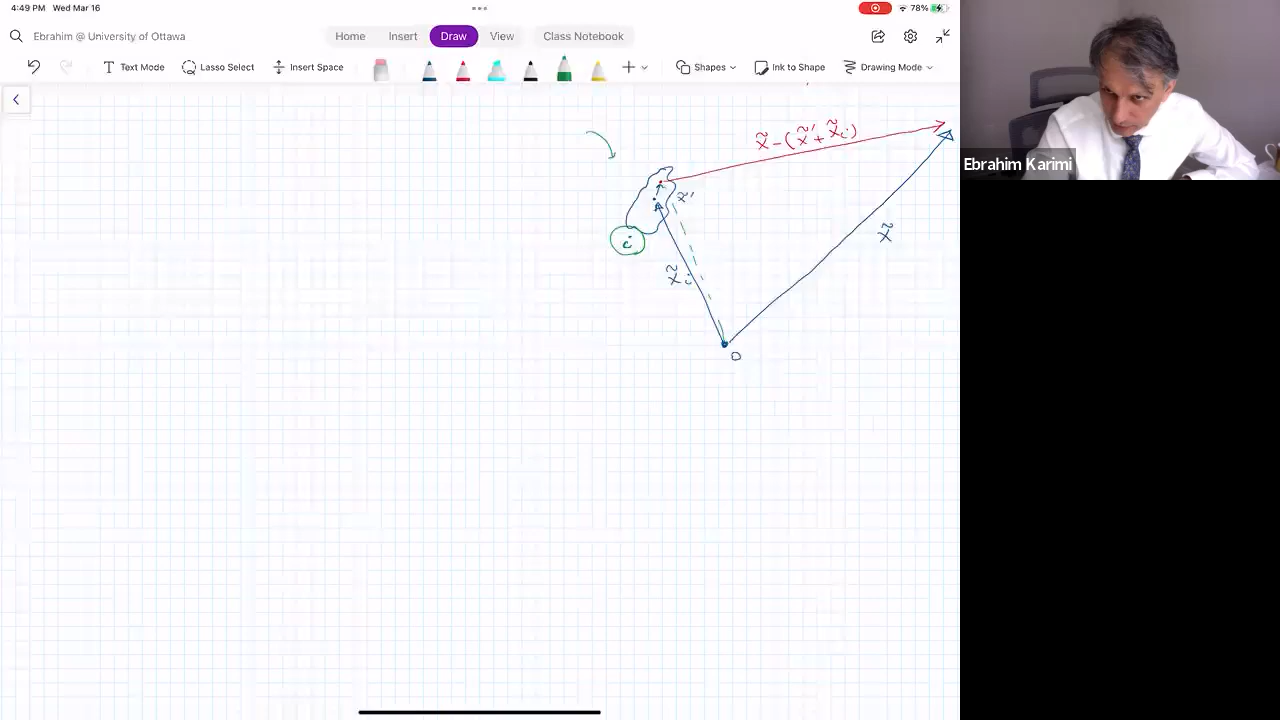 4:49 PM Wed Mar 16
78%
Ebrahim @ University of Ottawa
Home Insert Draw View Class Notebook
Text Mode Lasso Select Insert Space Shapes Ink to Shape Drawing Mode
x̃ - (x̃' + x̃i)
x̃'
Ebrahim Karimi
x̃
i
x̃i
O